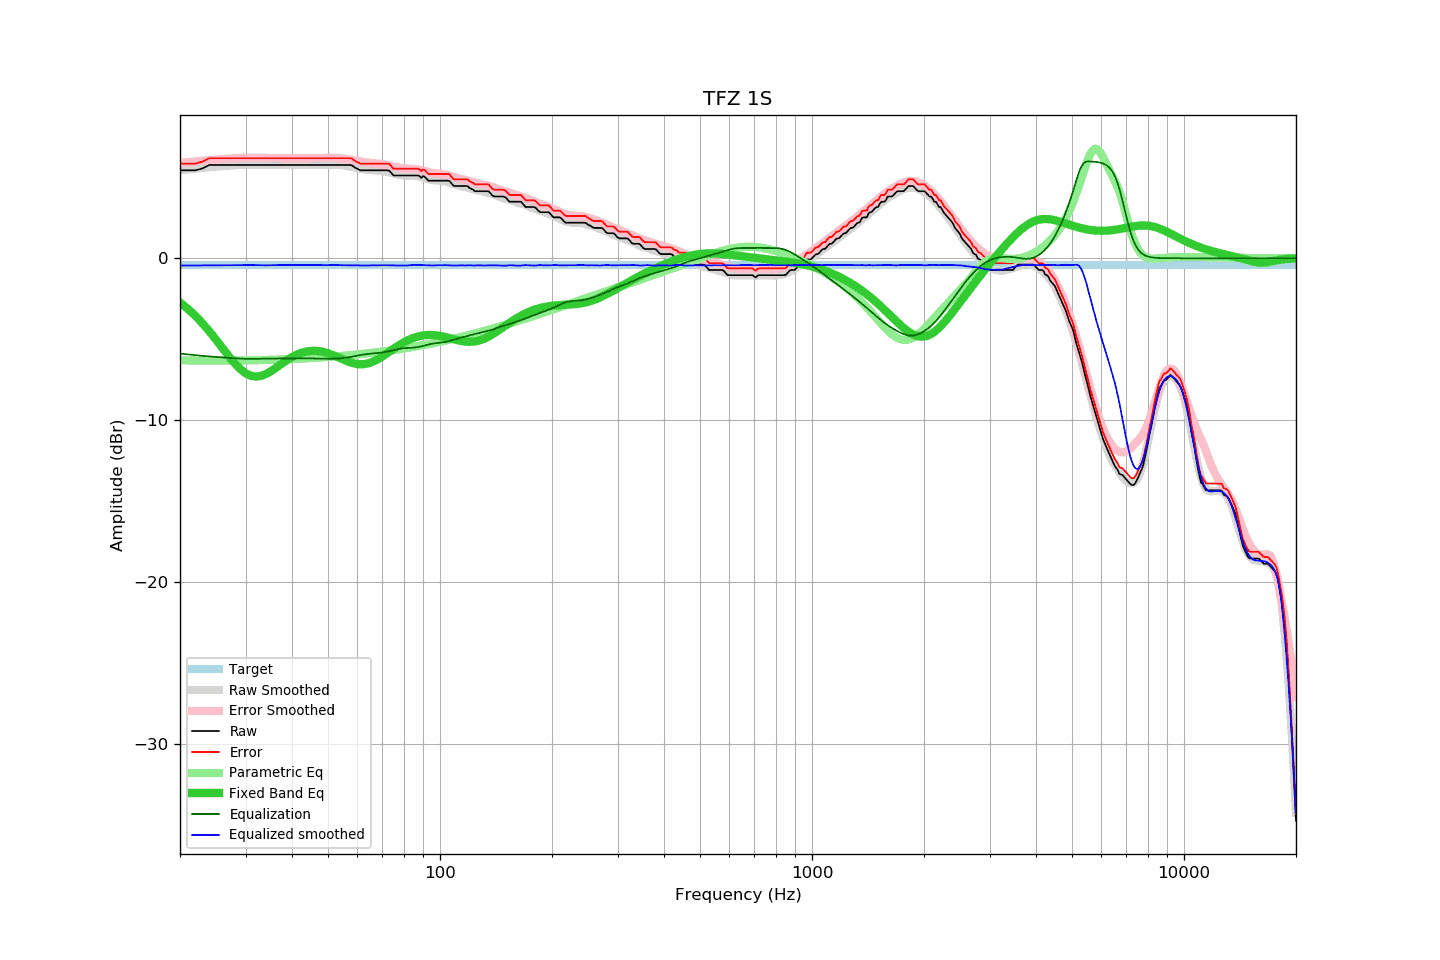 TFZ 1S
0
−10
−20
−30
Amplitude (dBr)
Target
Raw Smoothed
Error Smoothed
Raw
Error
Parametric Eq
Fixed Band Eq
Equalization
Equalized smoothed
100
1000
10000
Frequency (Hz)